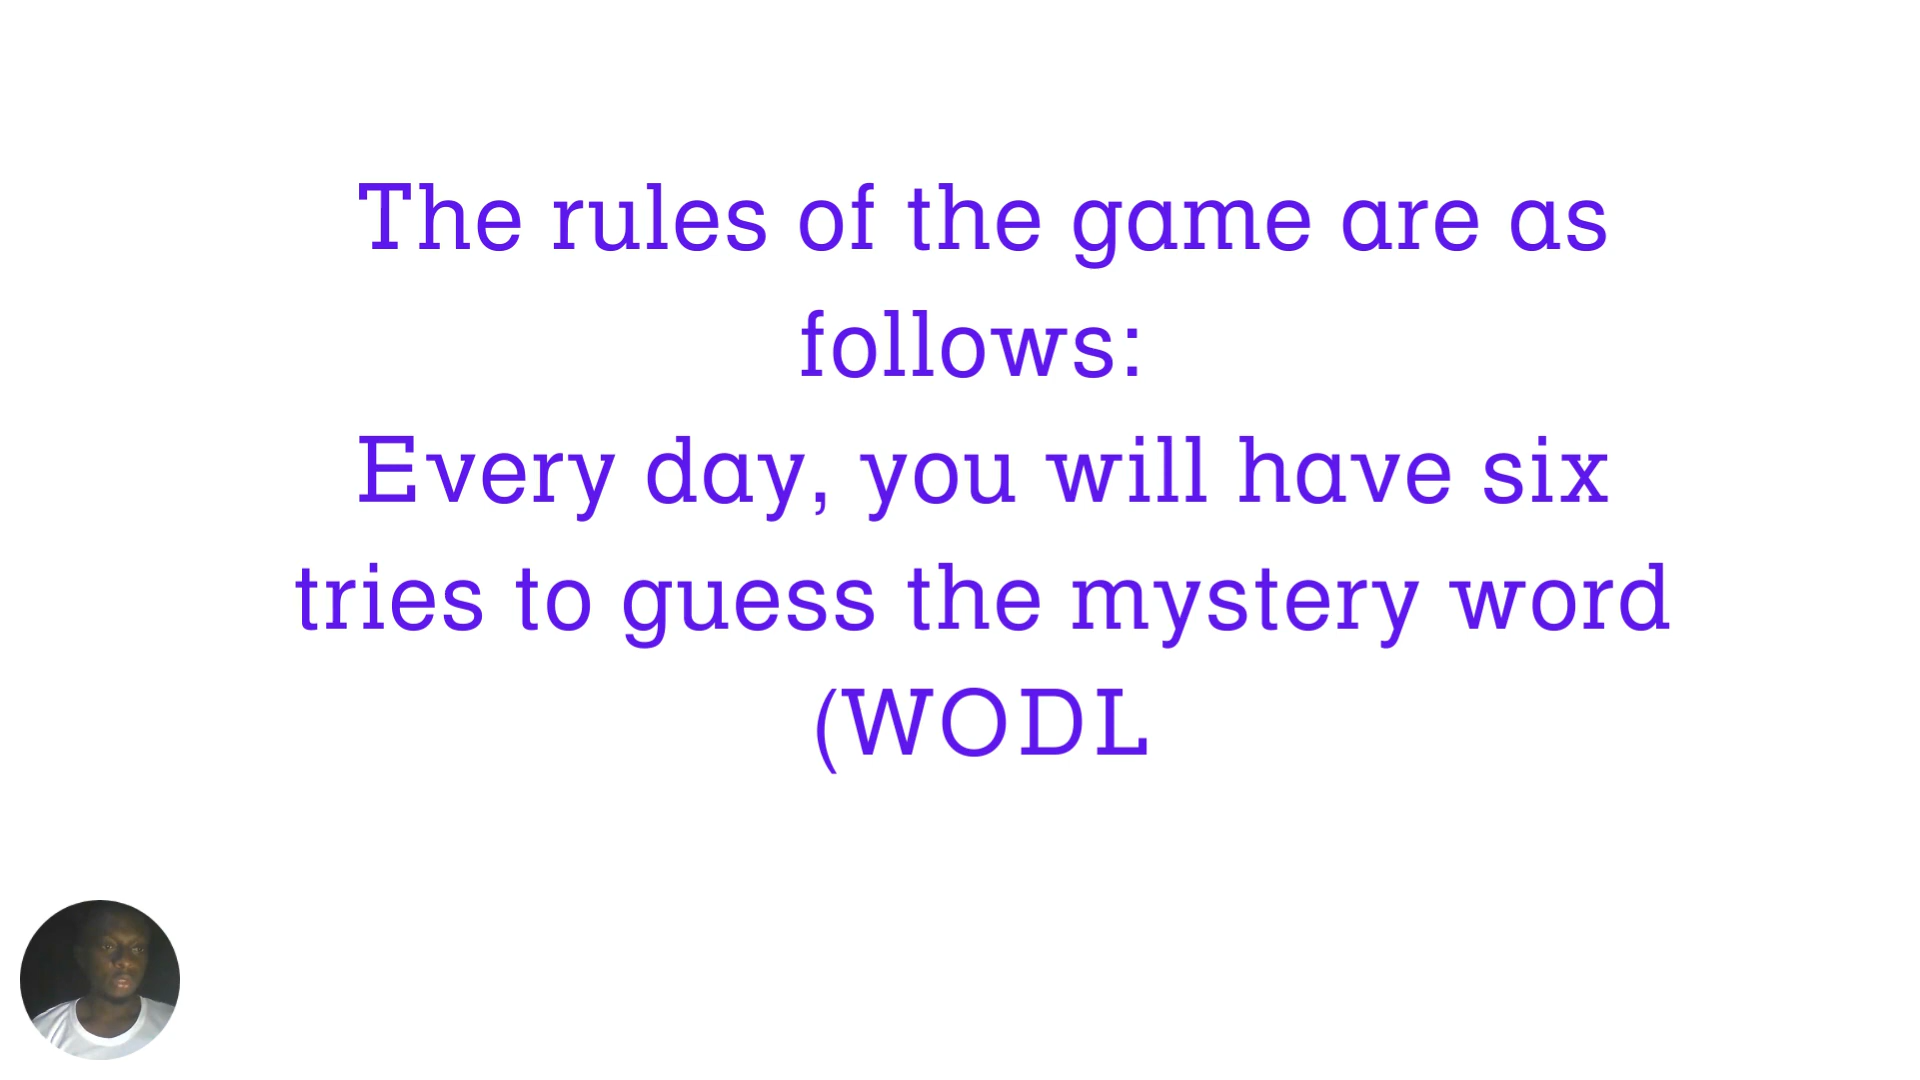 The rules of the game are as
follows:
Every day, you will have six
tries to guess the mystery word
(WODL